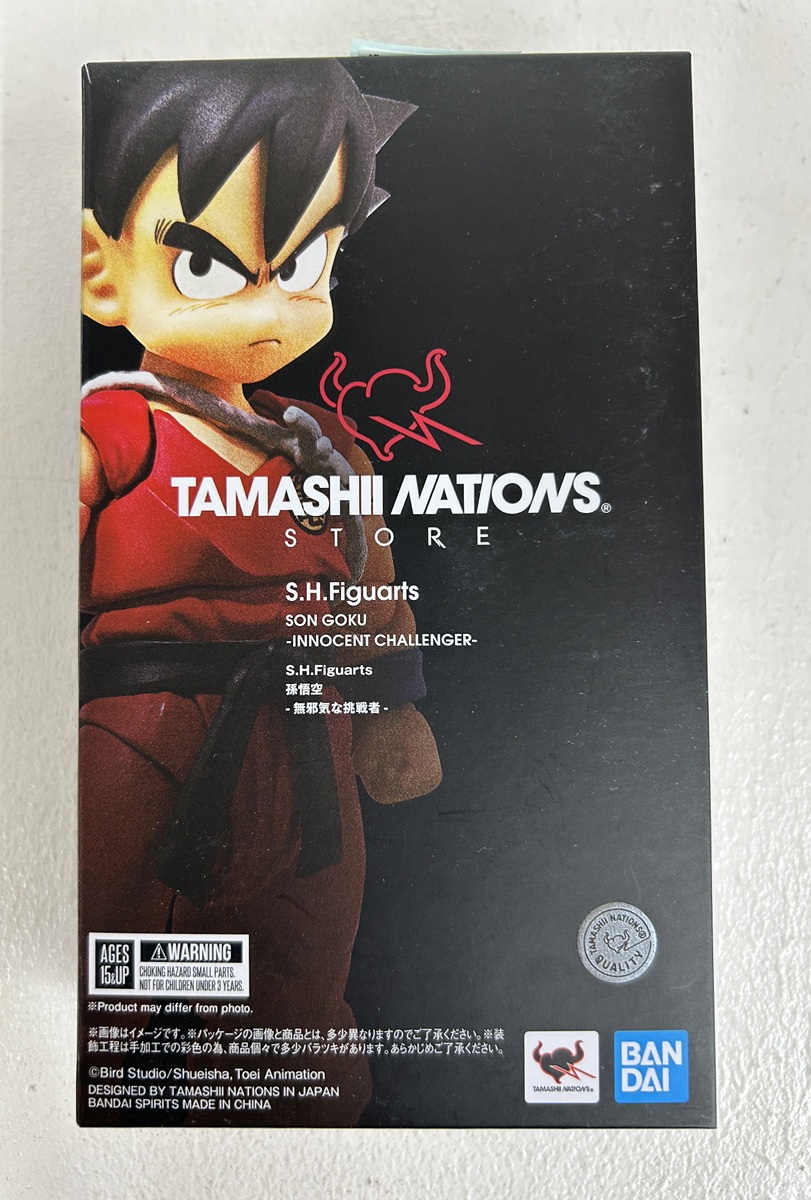 TAMASHII NATIONS®
STORE
S.H.Figuarts
SON GOKU
-INNOCENT CHALLENGER-
S.H.Figuarts
孫悟空
- 無邪気な挑戦者 -
TAMASHII NATIONS®
QUALITY
AGES
15&UP
WARNING
CHOKING HAZARD SMALL PARTS.
NOT FOR CHILDREN UNDER 3 YEARS.
※Product may differ from photo.
※画像はイメージです。※パッケージの画像と商品とは、多少異なりますのでご了承ください。※装
飾工程は手加工での彩色の為、商品個々で多少バラツキがあります。あらかじめご了承ください。
©Bird Studio/Shueisha, Toei Animation
DESIGNED BY TAMASHII NATIONS IN JAPAN
BANDAI SPIRITS MADE IN CHINA
TAMASHII NATIONS®
BAN
DAI